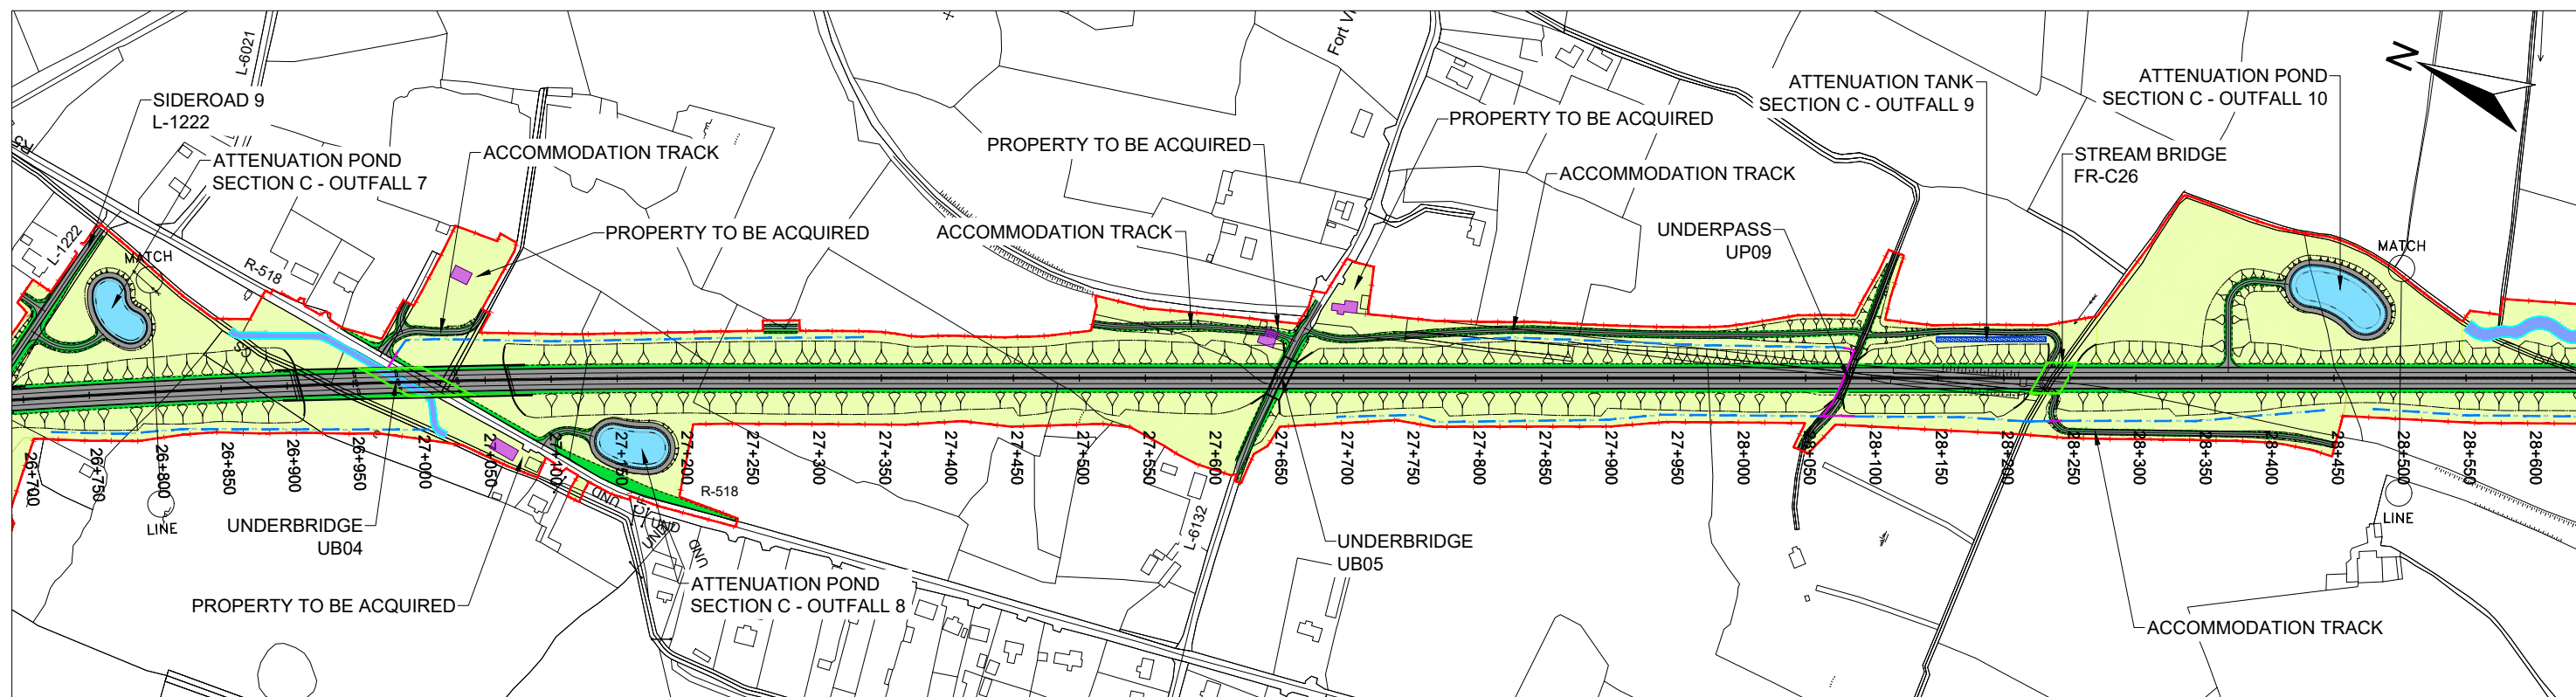 L-6021
SIDEROAD 9
L-1222
ATTENUATION POND
SECTION C - OUTFALL 7
ACCOMMODATION TRACK
PROPERTY TO BE ACQUIRED
L-1222
MATCH
R-518
PROPERTY TO BE ACQUIRED
ACCOMMODATION TRACK
PROPERTY TO BE ACQUIRED
ACCOMMODATION TRACK
UNDERPASS
UP09
ATTENUATION TANK
SECTION C - OUTFALL 9
STREAM BRIDGE
FR-C26
ATTENUATION POND
SECTION C - OUTFALL 10
N
MATCH
26+700
26+750
26+800
26+850
26+900
26+950
27+000
27+050
27+100
27+150
27+200
27+250
27+300
27+350
27+400
27+450
27+500
27+550
27+600
27+650
27+700
27+750
27+800
27+850
27+900
27+950
28+000
28+050
28+100
28+150
28+200
28+250
28+300
28+350
28+400
28+450
28+500
28+550
28+600
LINE
UNDERBRIDGE
UB04
PROPERTY TO BE ACQUIRED
R-518
UND
UND
UND
ATTENUATION POND
SECTION C - OUTFALL 8
L-6132
UNDERBRIDGE
UB05
LINE
ACCOMMODATION TRACK